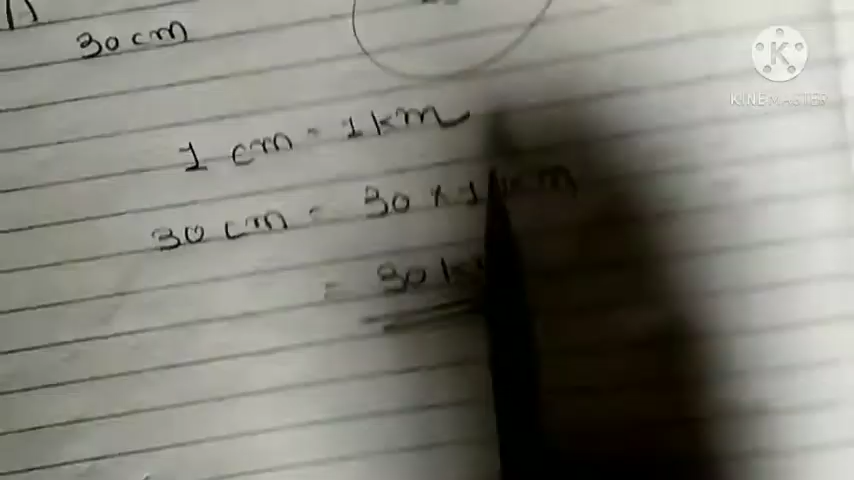 30 cm
KINEMASTER
1 cm = 1 km
30 cm = 30 × 1 km
= 30